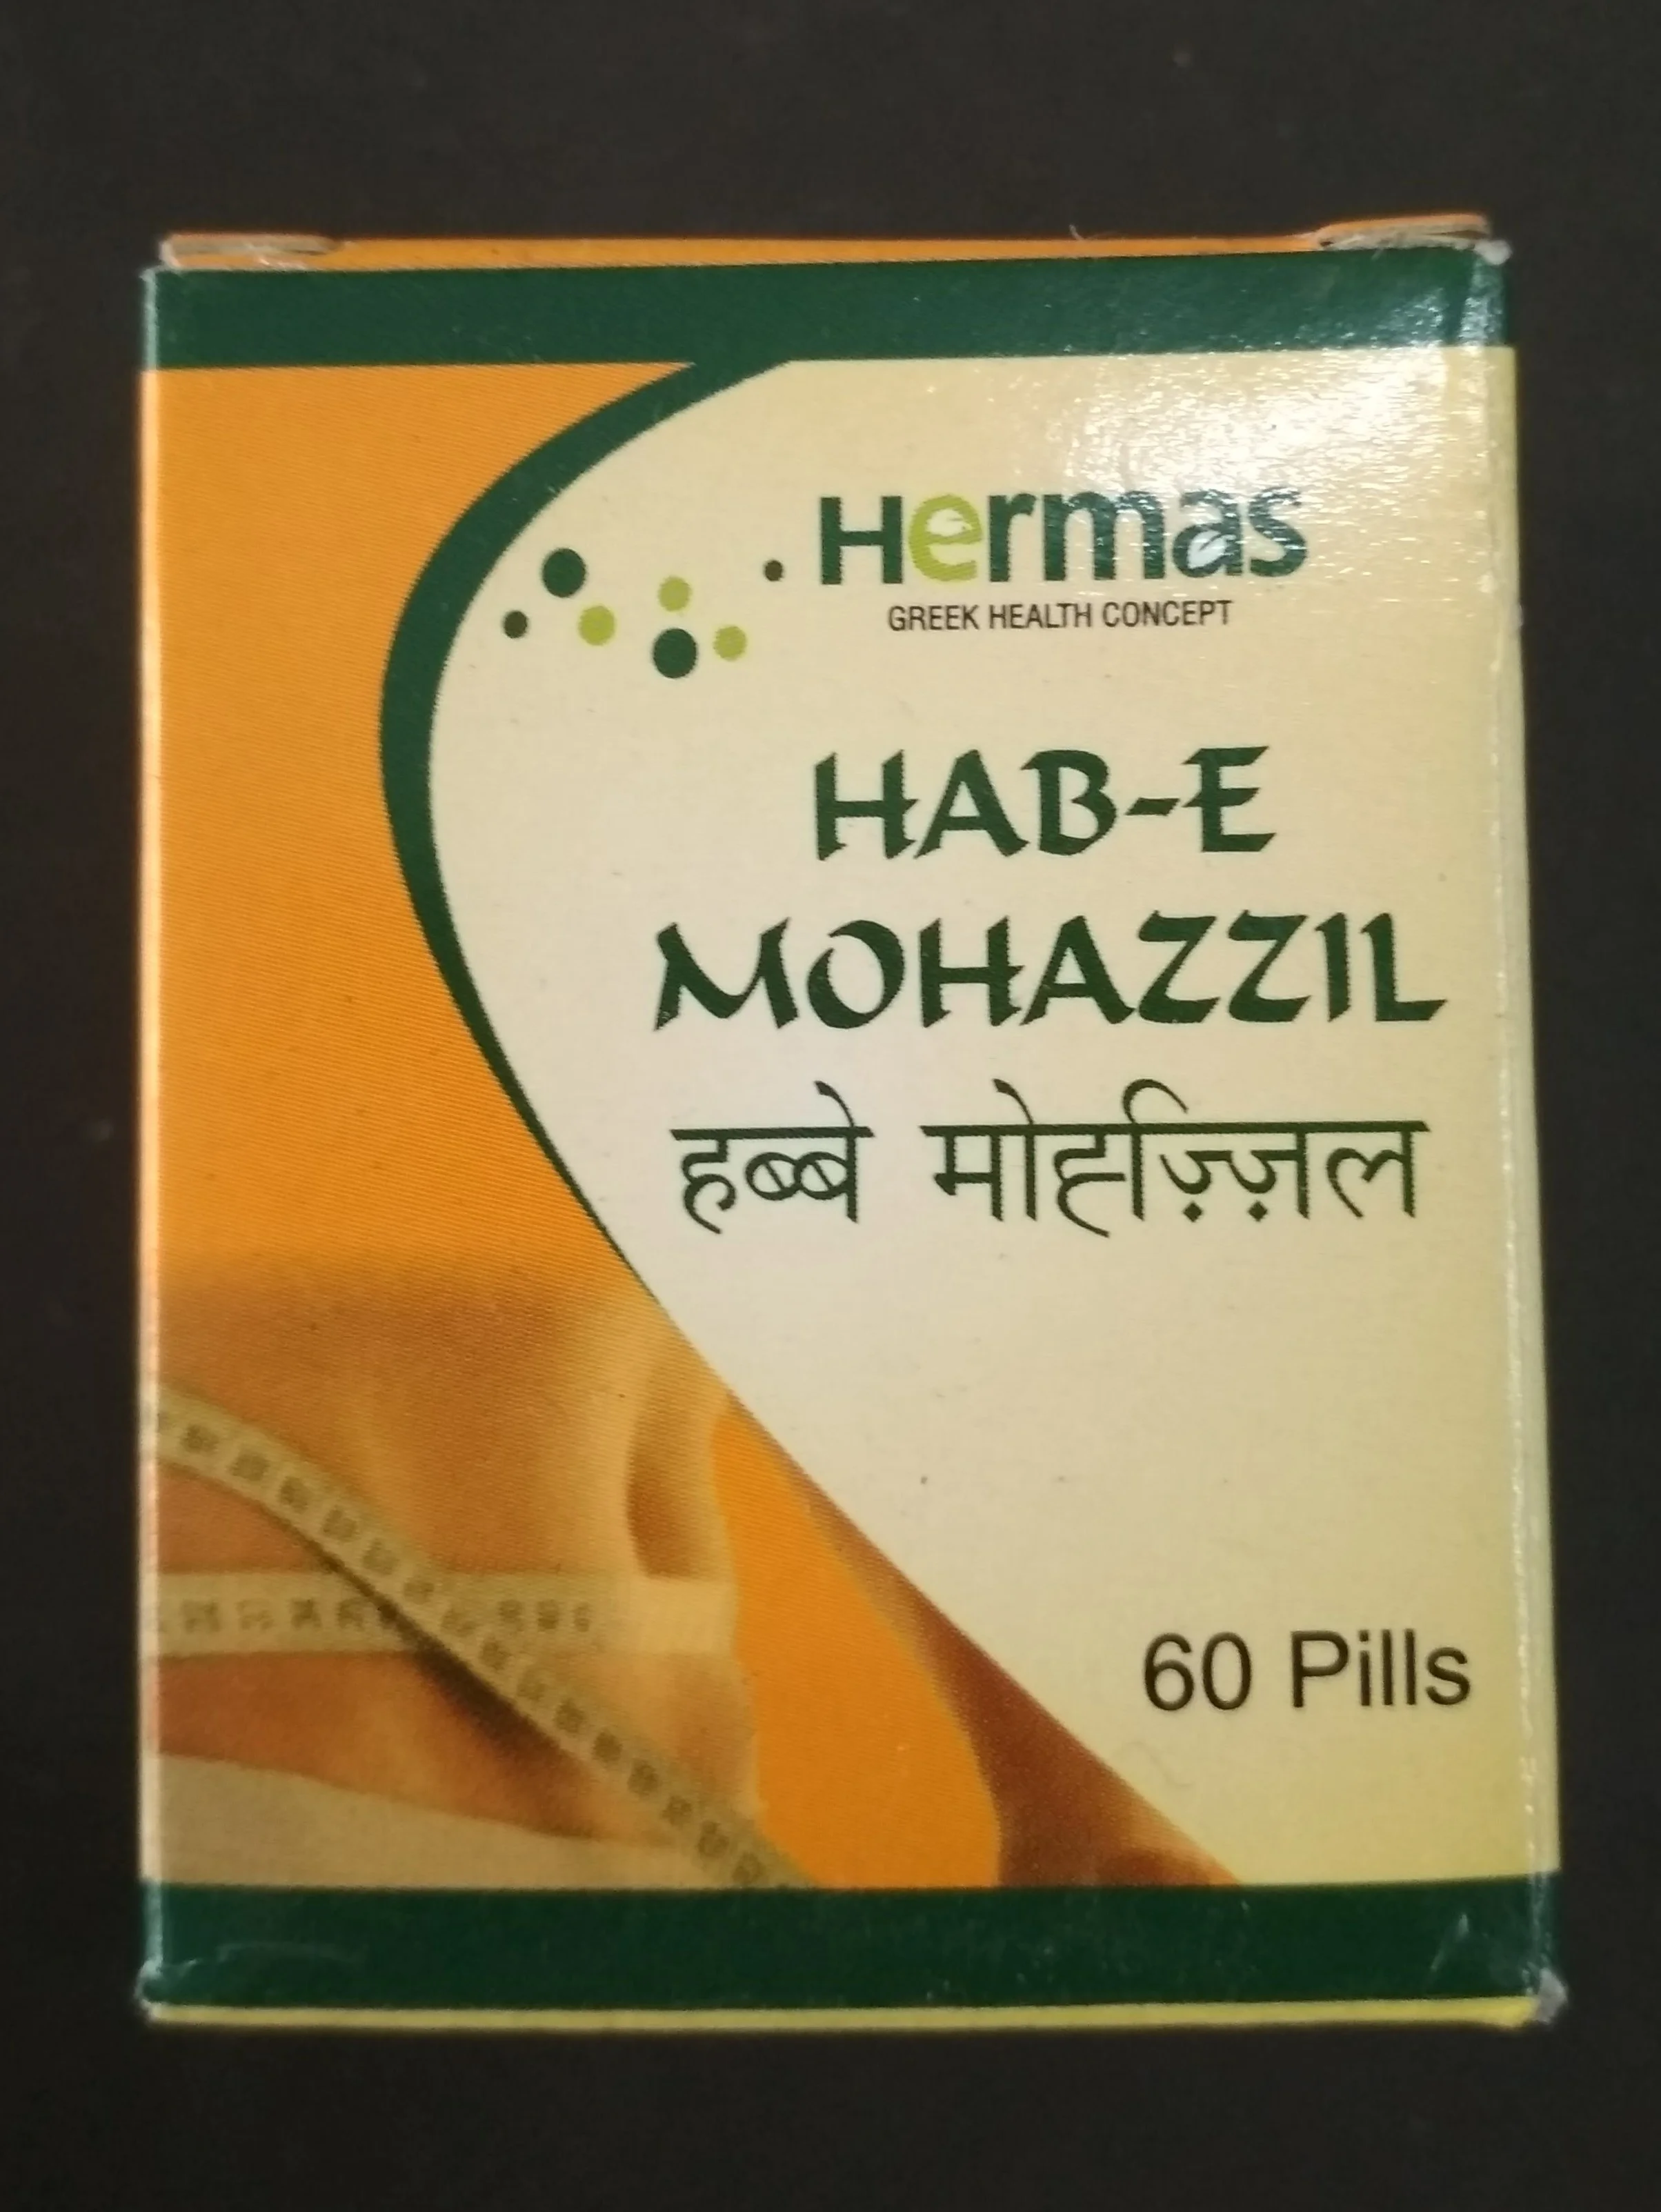 Hermas
GREEK HEALTH CONCEPT
HAB-E
MOHAZZIL
हब्बे मोहज़्ज़िल
60 Pills